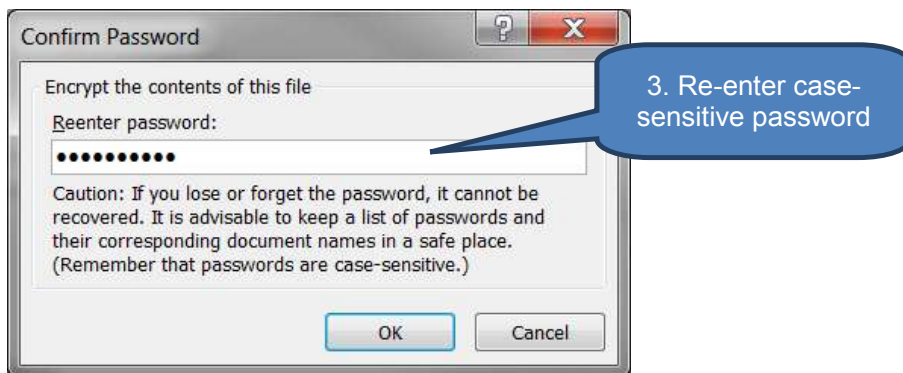 Confirm Password
?
X
3. Re-enter case-
sensitive password
Encrypt the contents of this file
Reenter password:
••••••••••
Caution: If you lose or forget the password, it cannot be
recovered. It is advisable to keep a list of passwords and
their corresponding document names in a safe place.
(Remember that passwords are case-sensitive.)
OK
Cancel